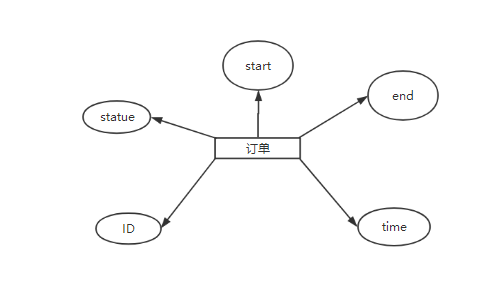 start
end
statue
订单
ID
time